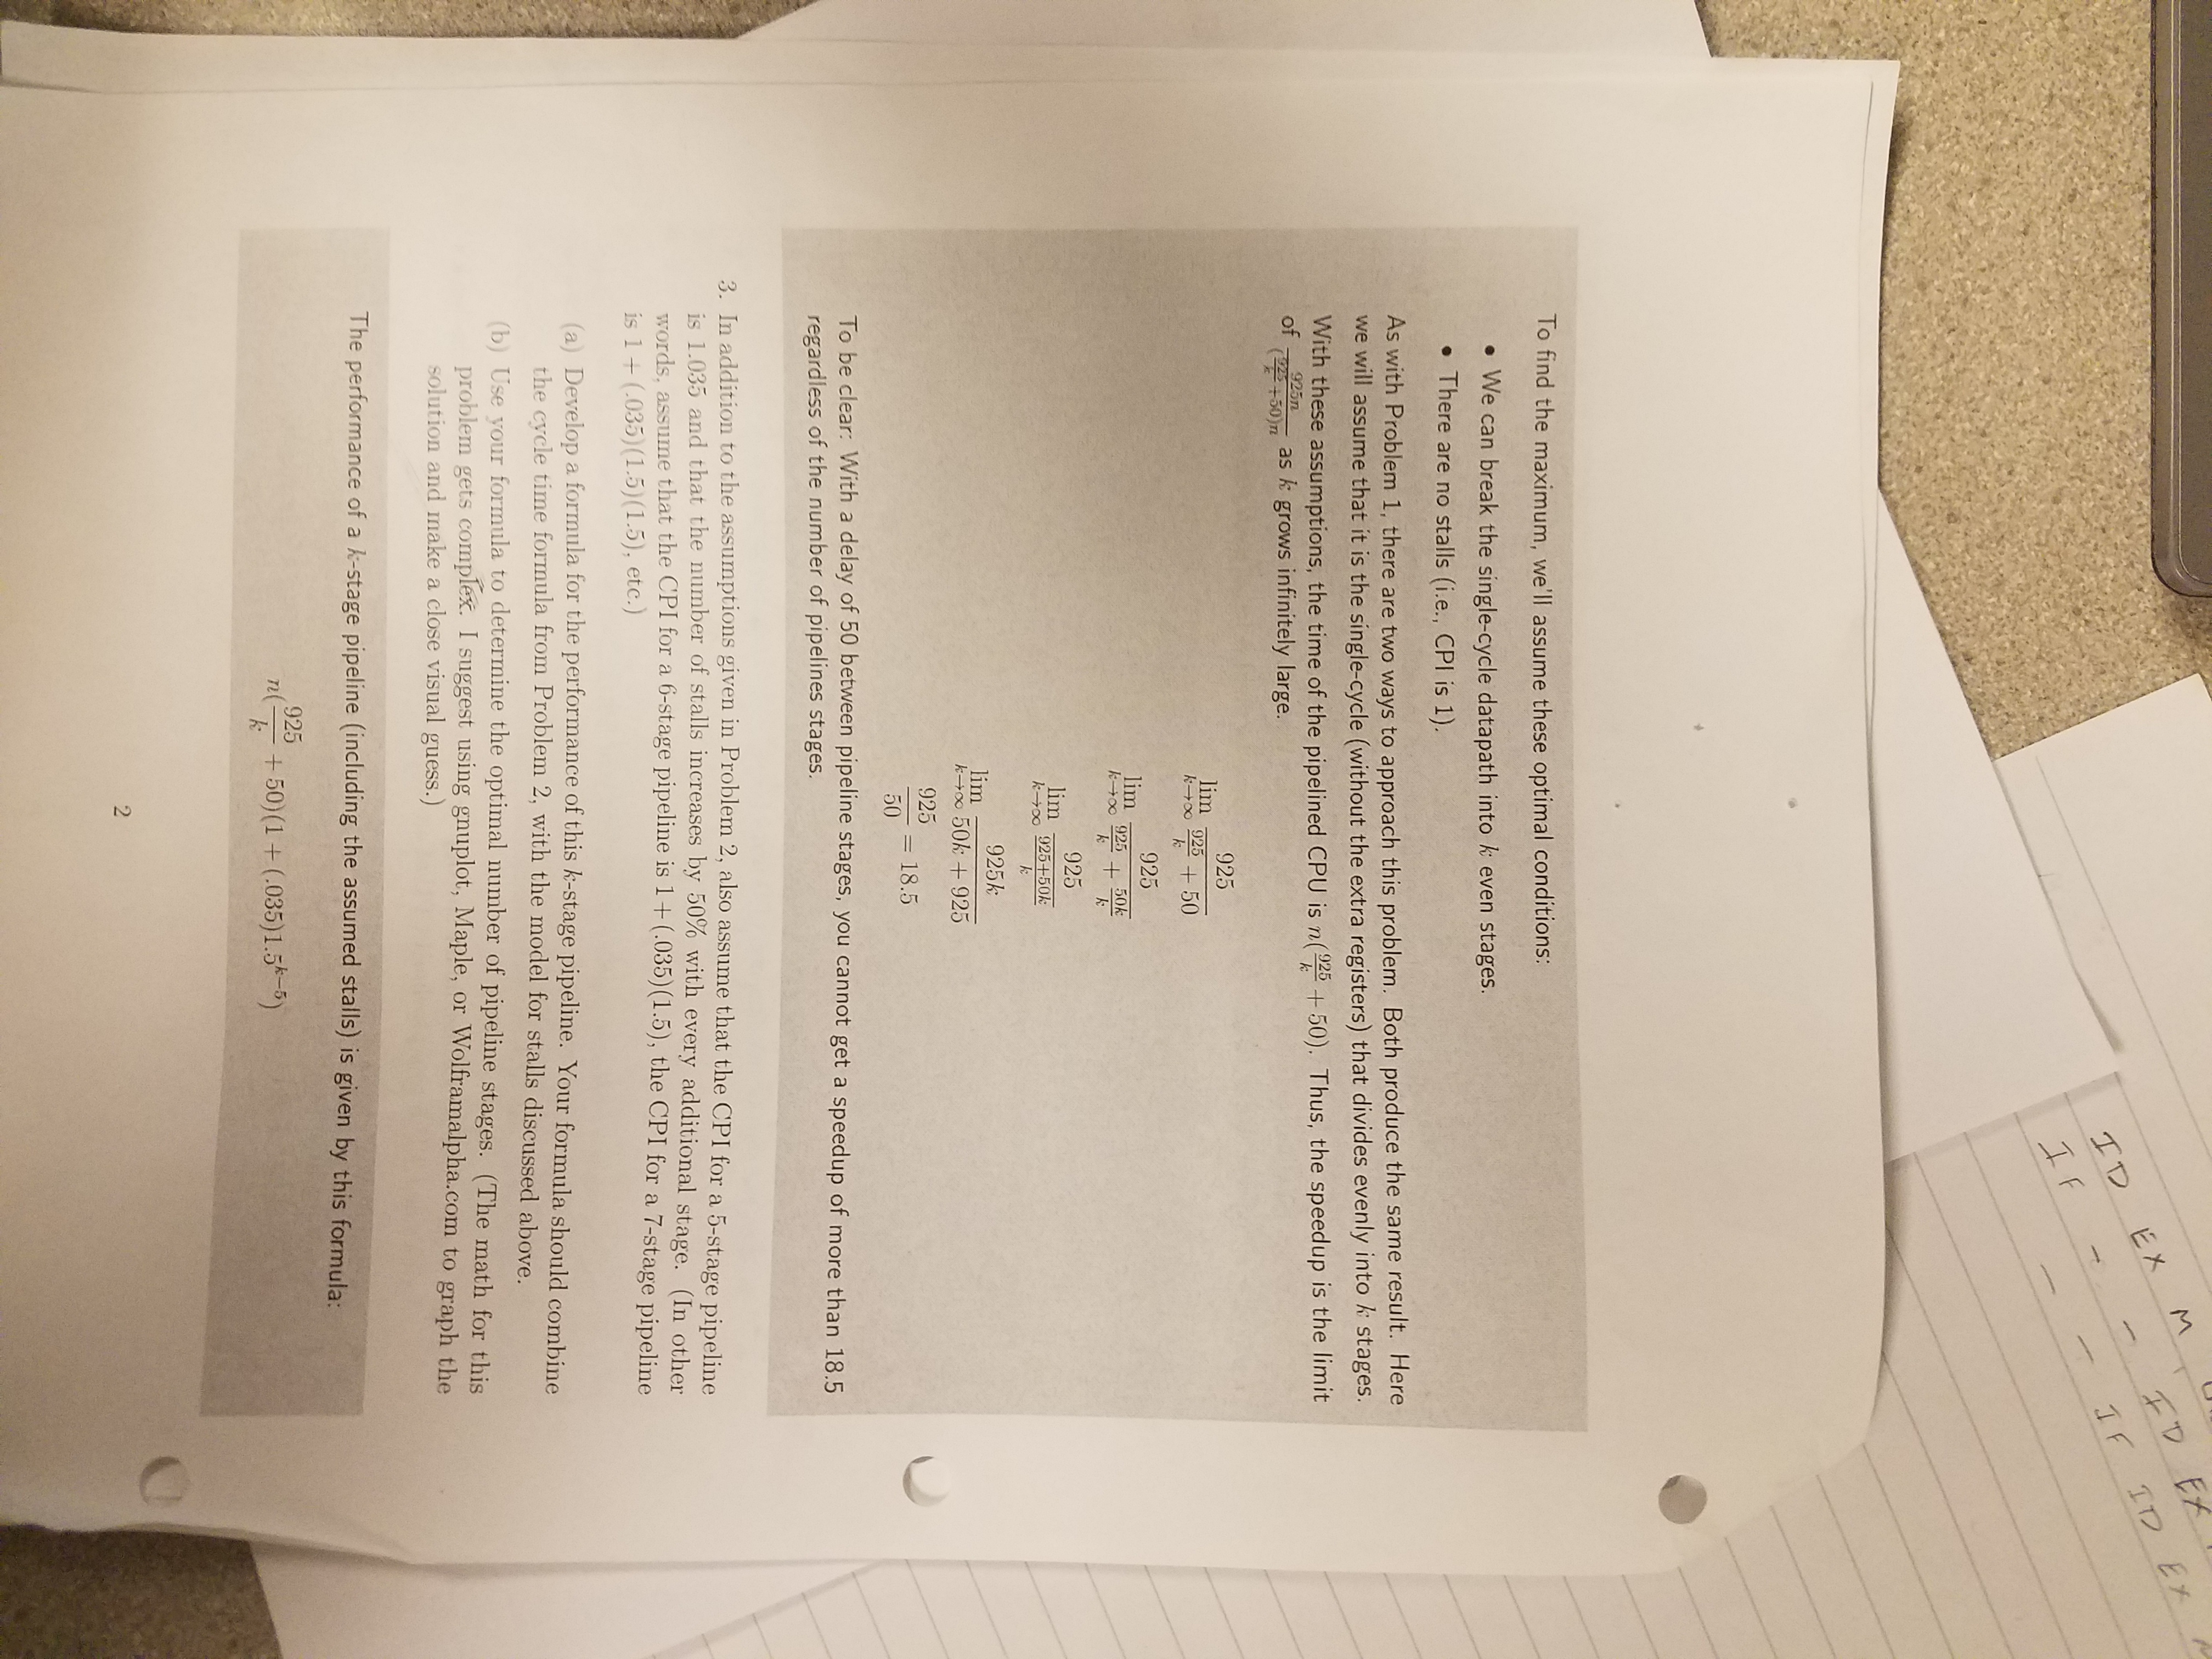 ID EX M
IF - - ID EX
- - IF ID EX
To find the maximum, we'll assume these optimal conditions:
• We can break the single-cycle datapath into k even stages.
• There are no stalls (i.e., CPI is 1).
As with Problem 1, there are two ways to approach this problem. Both produce the same result. Here
we will assume that it is the single-cycle (without the extra registers) that divides evenly into k stages.
With these assumptions, the time of the pipelined CPU is n(\frac{925}{k} + 50). Thus, the speedup is the limit
of \frac{925n}{(\frac{925}{k}+50)n} as k grows infinitely large.
\lim_{k→∞} \frac{925}{\frac{925}{k} + 50}
\lim_{k→∞} \frac{925}{\frac{925}{k} + \frac{50k}{k}}
\lim_{k→∞} \frac{925}{\frac{925+50k}{k}}
\lim_{k→∞} \frac{925k}{50k + 925}
\frac{925}{50} = 18.5
To be clear: With a delay of 50 between pipeline stages, you cannot get a speedup of more than 18.5
regardless of the number of pipelines stages.
3. In addition to the assumptions given in Problem 2, also assume that the CPI for a 5-stage pipeline
is 1.035 and that the number of stalls increases by 50% with every additional stage. (In other
words, assume that the CPI for a 6-stage pipeline is 1+(.035)(1.5), the CPI for a 7-stage pipeline
is 1 + (.035)(1.5)(1.5), etc.)
(a) Develop a formula for the performance of this k-stage pipeline. Your formula should combine
the cycle time formula from Problem 2, with the model for stalls discussed above.
(b) Use your formula to determine the optimal number of pipeline stages. (The math for this
problem gets complex. I suggest using gnuplot, Maple, or Wolframalpha.com to graph the
solution and make a close visual guess.)
The performance of a k-stage pipeline (including the assumed stalls) is given by this formula:
n(\frac{925}{k} + 50)(1 + (.035)1.5^{k-5})
2